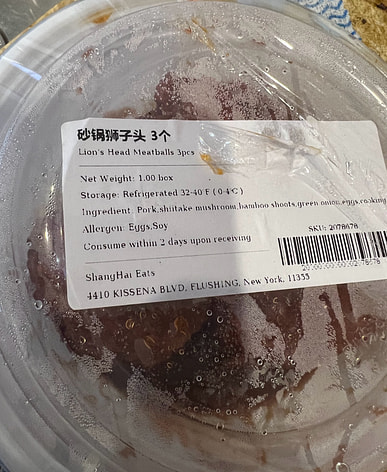 砂锅狮子头 3个
Lion's Head Meatballs 3pcs
Net Weight: 1.00 box
Storage: Refrigerated 32-40°F ( 0-4℃ )
Ingredient: Pork,shiitake mushroom,bamboo shoots,green onion,eggs,cooking
Allergen: Eggs,Soy
SKU: 2078678
Consume within 2 days upon receiving
ShangHai Eats
4410 KISSENA BLVD, FLUSHING, New York, 11355